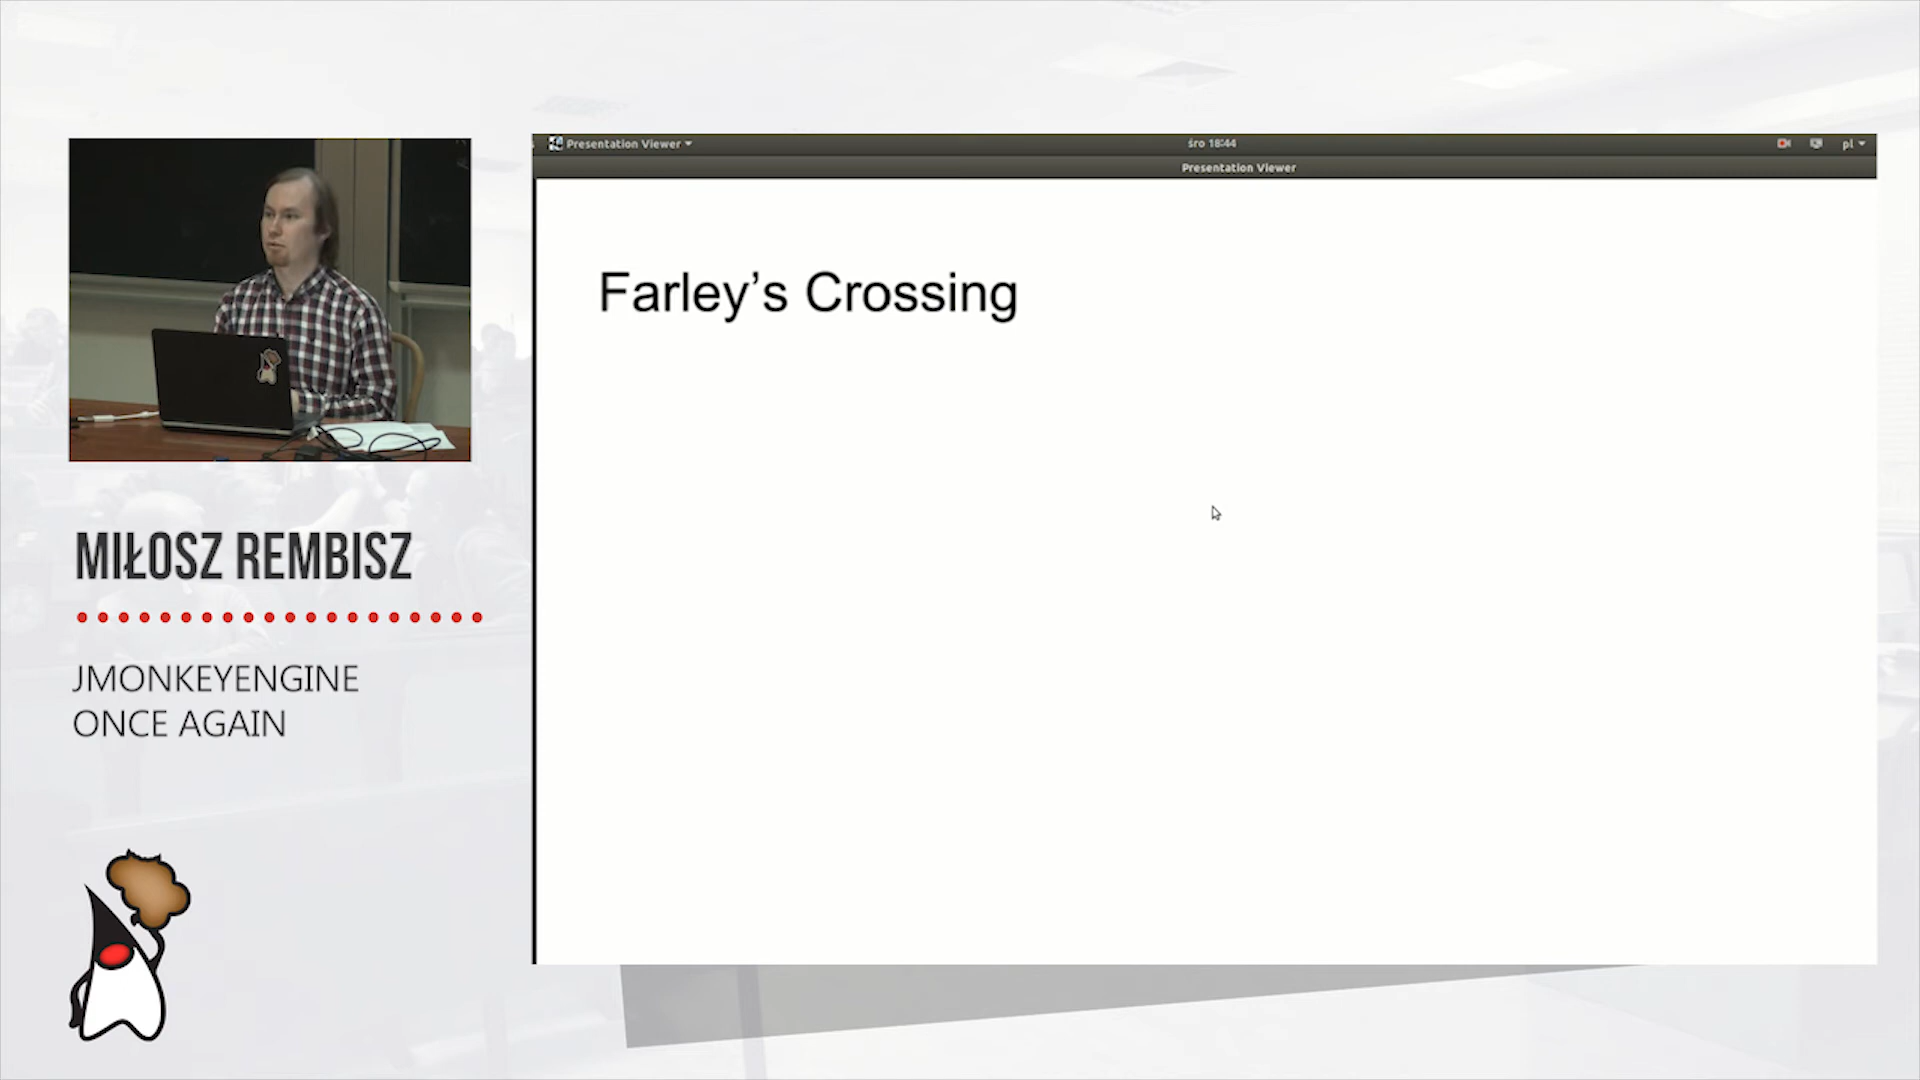 Presentation Viewer
śro 18:44
pl
Presentation Viewer
Farley's Crossing
MIŁOSZ REMBISZ
JMONKEYENGINE
ONCE AGAIN